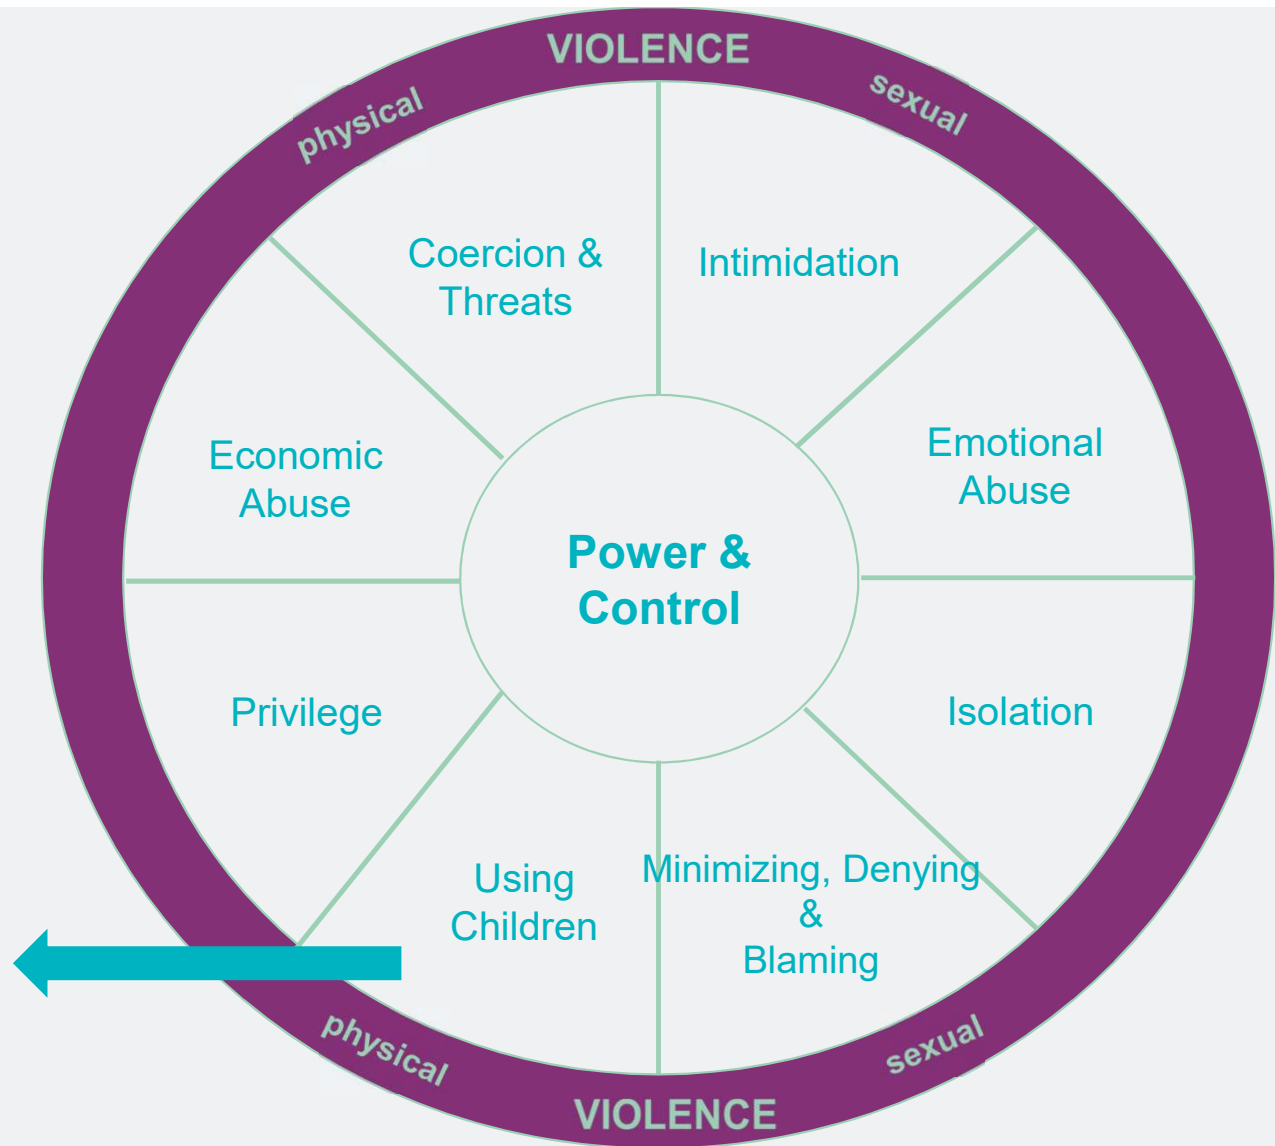 VIOLENCE
physical
sexual
Coercion &
Threats
Intimidation
Economic
Abuse
Emotional
Abuse
Power &
Control
Privilege
Isolation
Using
Children
Minimizing, Denying
&
Blaming
physical
sexual
VIOLENCE